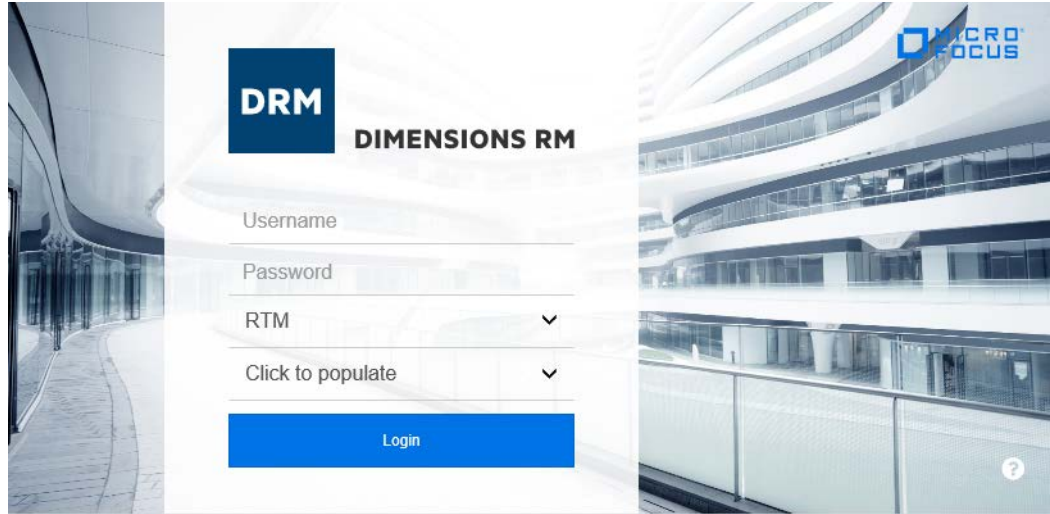 MICRO
FOCUS
DRM
DIMENSIONS RM
Username
Password
RTM
Click to populate
Login
?